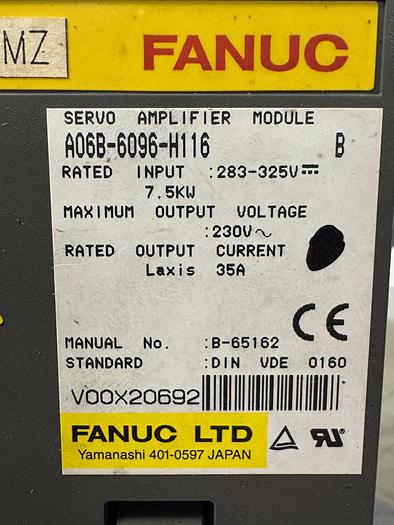 MZ
FANUC
SERVO AMPLIFIER MODULE
A06B-6096-H116 B
RATED INPUT :283-325V⎓
7.5KW
MAXIMUM OUTPUT VOLTAGE
:230V~
RATED OUTPUT CURRENT
Laxis 35A
CE
MANUAL No. :B-65162
STANDARD :DIN VDE 0160
V00X20692
FANUC LTD
Yamanashi 401-0597 JAPAN